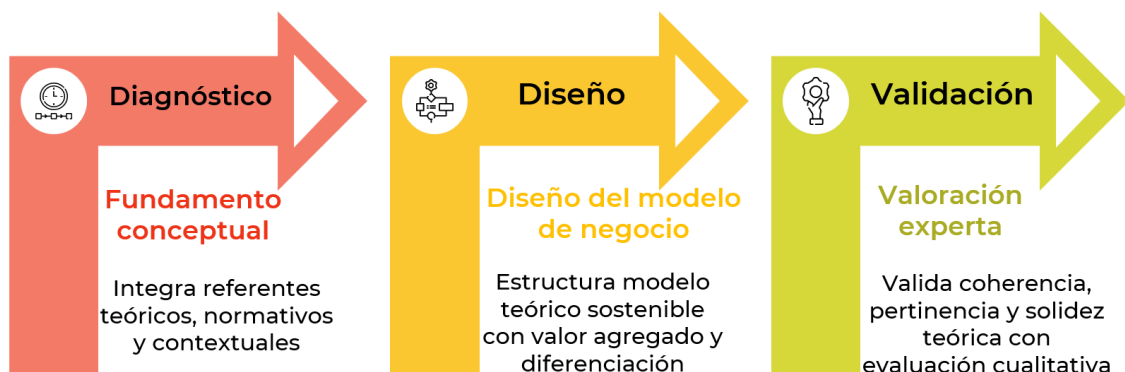 Diagnóstico
Fundamento
conceptual
Integra referentes
teóricos, normativos
y contextuales
Diseño
Diseño del modelo
de negocio
Estructura modelo
teórico sostenible
con valor agregado y
diferenciación
Validación
Valoración
experta
Valida coherencia,
pertinencia y solidez
teórica con
evaluación cualitativa